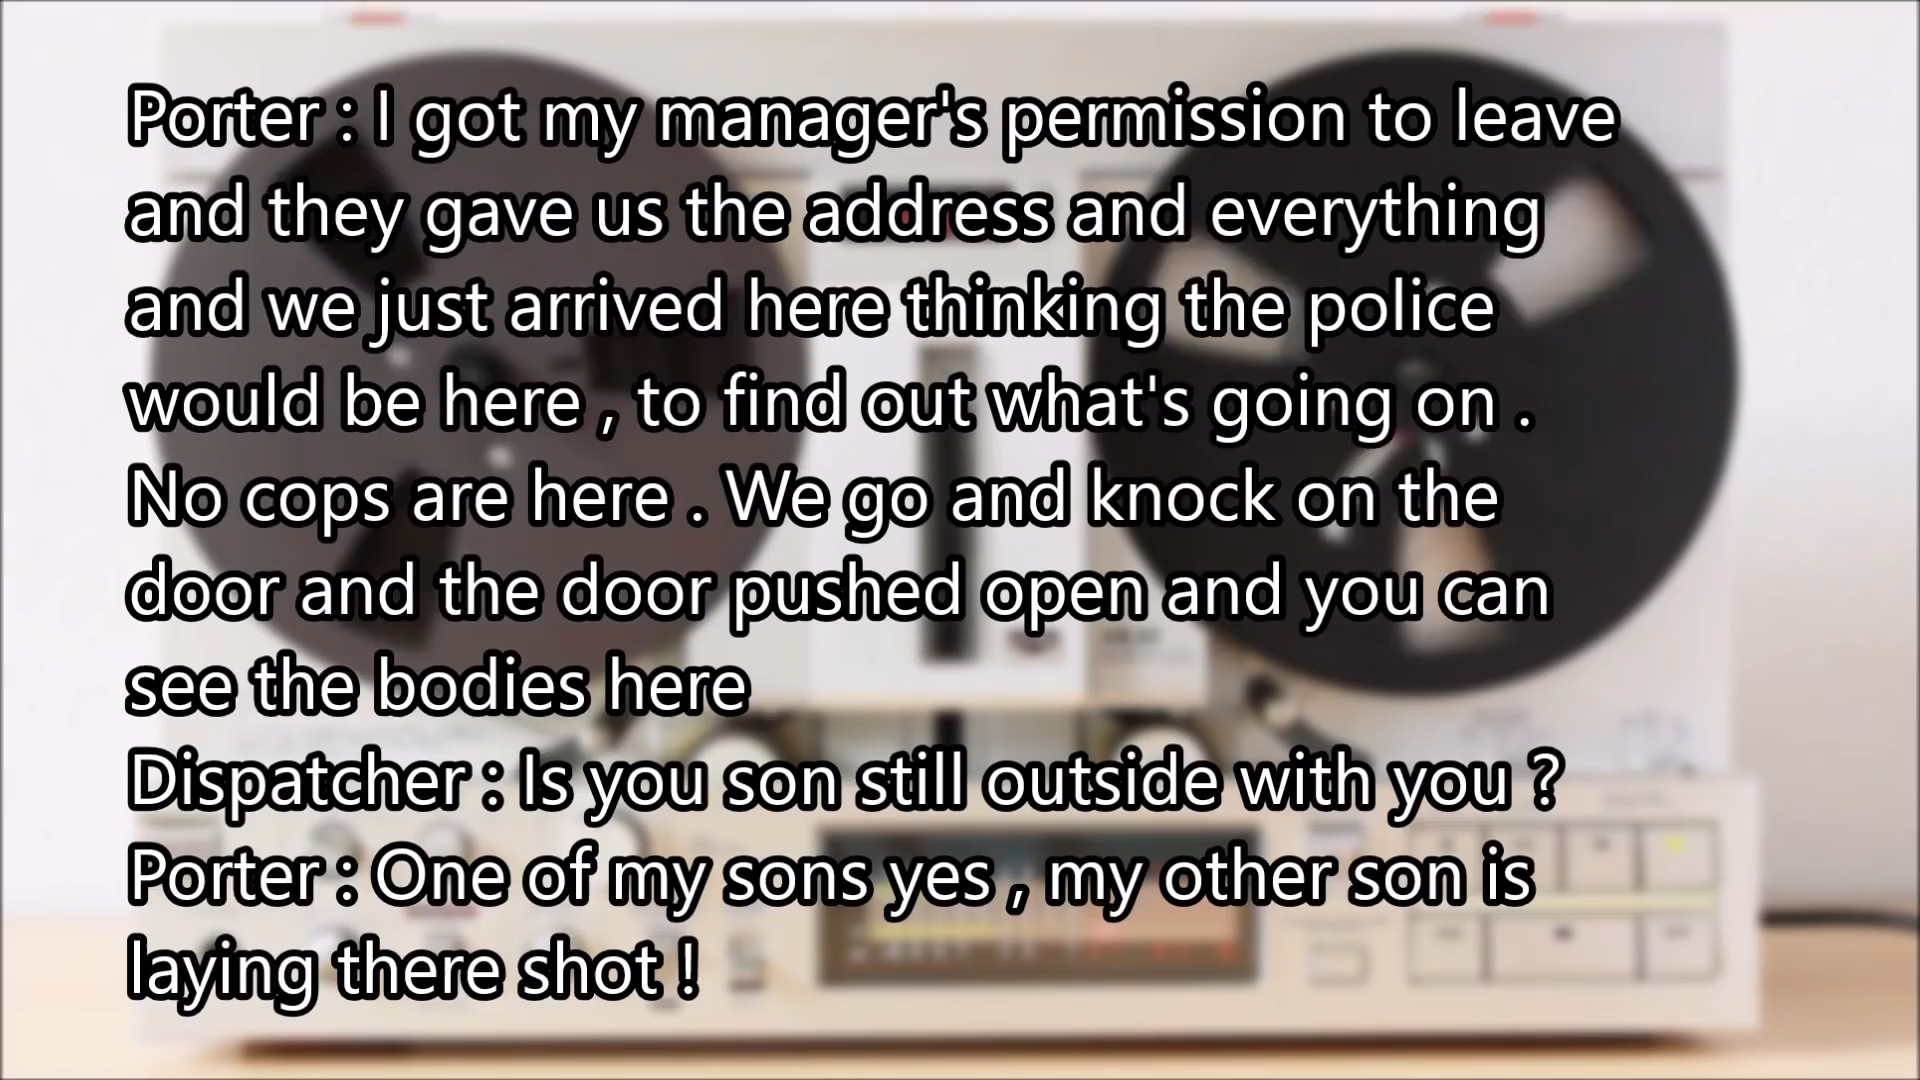 Porter : I got my manager's permission to leave
and they gave us the address and everything
and we just arrived here thinking the police
would be here , to find out what's going on .
No cops are here . We go and knock on the
door and the door pushed open and you can
see the bodies here
Dispatcher : Is you son still outside with you ?
Porter : One of my sons yes , my other son is
laying there shot !